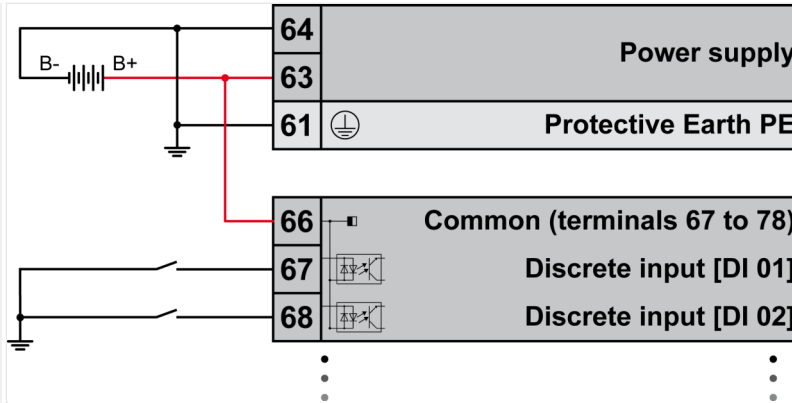 64
Power supply
B- B+
63
61 Protective Earth PE
66 Common (terminals 67 to 78)
67 Discrete input [DI 01]
68 Discrete input [DI 02]